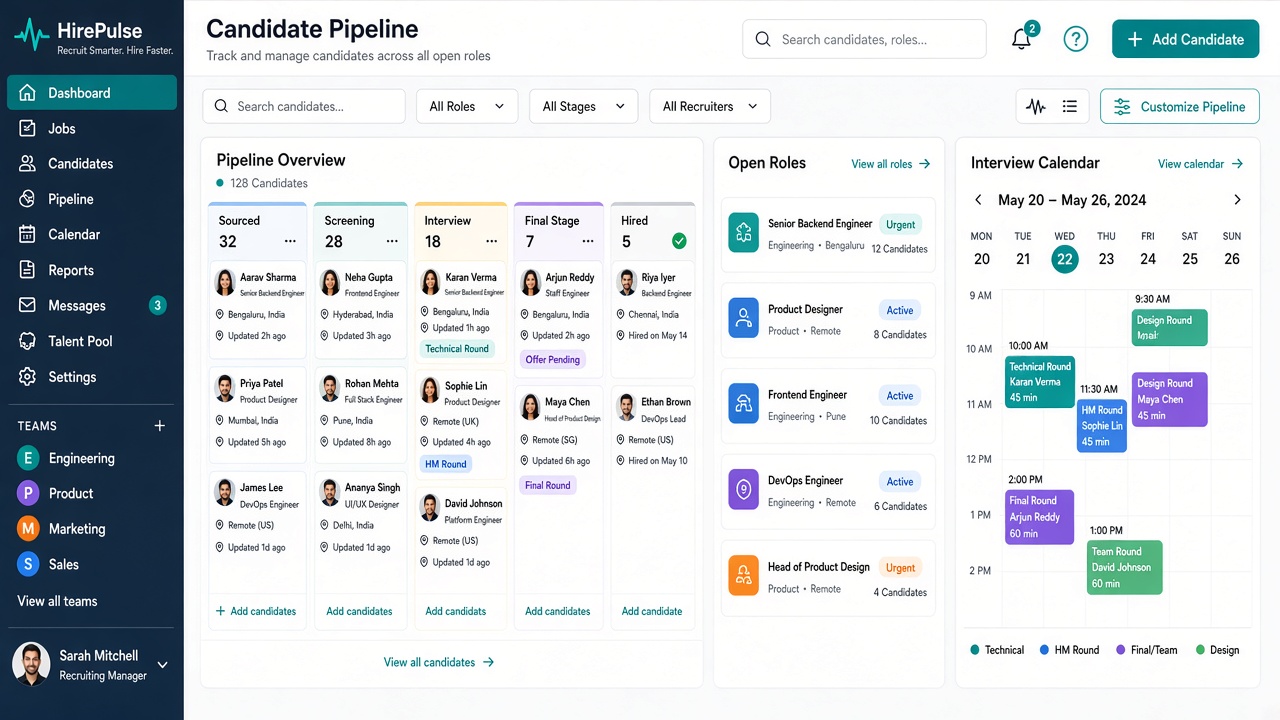 HirePulse
Recruit Smarter. Hire Faster.
Dashboard
Jobs
Candidates
Pipeline
Calendar
Reports
Messages
3
Talent Pool
Settings
TEAMS
E Engineering
P Product
M Marketing
S Sales
View all teams
Sarah Mitchell
Recruiting Manager
Candidate Pipeline
Track and manage candidates across all open roles
Search candidates, roles...
2
?
+ Add Candidate
Search candidates...
All Roles
All Stages
All Recruiters
Customize Pipeline
Pipeline Overview
128 Candidates
Sourced
32
Aarav Sharma
Senior Backend Engineer
Bengaluru, India
Updated 2h ago
Priya Patel
Product Designer
Mumbai, India
Updated 5h ago
James Lee
DevOps Engineer
Remote (US)
Updated 1d ago
+ Add candidates
Screening
28
Neha Gupta
Frontend Engineer
Hyderabad, India
Updated 3h ago
Rohan Mehta
Full Stack Engineer
Pune, India
Updated 8h ago
Ananya Singh
UI/UX Designer
Delhi, India
Updated 1d ago
Add candidates
Interview
18
Karan Verma
Senior Backend Engineer
Bengaluru, India
Updated 1h ago
Technical Round
Sophie Lin
Product Designer
Remote (UK)
Updated 4h ago
HM Round
David Johnson
Platform Engineer
Remote (US)
Updated 1d ago
Add candidats
Final Stage
7
Arjun Reddy
Staff Engineer
Bengaluru, India
Updated 2h ago
Offer Pending
Maya Chen
Head of Product Design
Remote (SG)
Updated 6h ago
Final Round
Add candidates
Hired
5
Riya Iyer
Backend Engineer
Chennai, India
Hired on May 14
Ethan Brown
DevOps Lead
Remote (US)
Hired on May 10
Add candidate
View all candidates
Open Roles
View all roles
Senior Backend Engineer
Urgent
Engineering • Bengaluru
12 Candidates
Product Designer
Active
Product • Remote
8 Candidates
Frontend Engineer
Active
Engineering • Pune
10 Candidates
DevOps Engineer
Active
Engineering • Remote
6 Candidates
Head of Product Design
Urgent
Product • Remote
4 Candidates
Interview Calendar
View calendar
May 20 – May 26, 2024
MON TUE WED THU FRI SAT SUN
20 21 22 23 24 25 26
9 AM
9:30 AM
Design Round
10 AM
10:00 AM
Technical Round
Karan Verma
45 min
11 AM
11:30 AM
HM Round
Sophie Lin
45 min
Design Round
Maya Chen
45 min
12 PM
2:00 PM
Final Round
Arjun Reddy
60 min
1 PM
1:00 PM
Team Round
David Johnson
60 min
2 PM
Technical
HM Round
Final/Team
Design